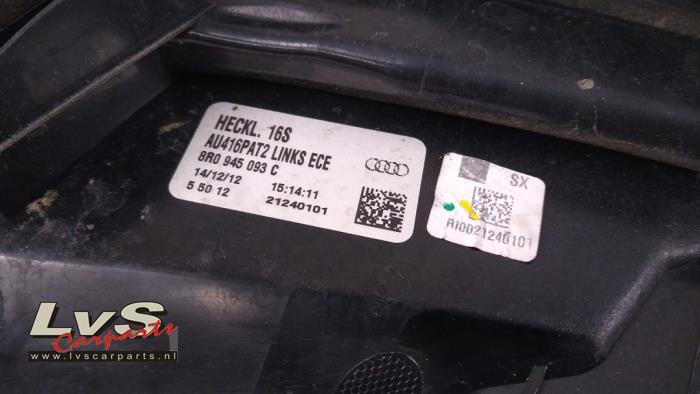 HECKL. 16S
AU416PAT2 LINKS ECE
8R0 945 093 C
14/12/12 15:14:11
5 50 12 21240101
SX
RI0021240101
LvS
Carparts
www.lvscarparts.nl